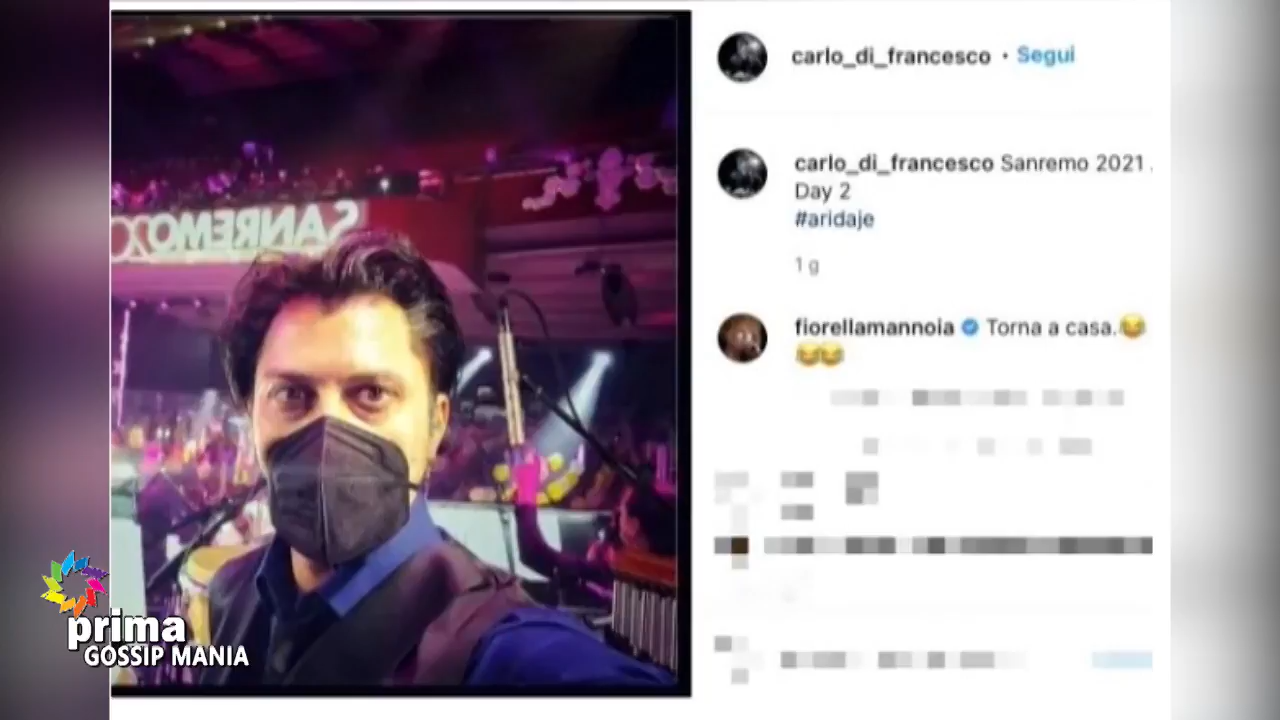 carlo_di_francesco • Segui
carlo_di_francesco Sanremo 2021.
Day 2
#aridaje
1 g
fiorellamannoia Torna a casa.😂
😂😂
SANREMO
prima
GOSSIP MANIA